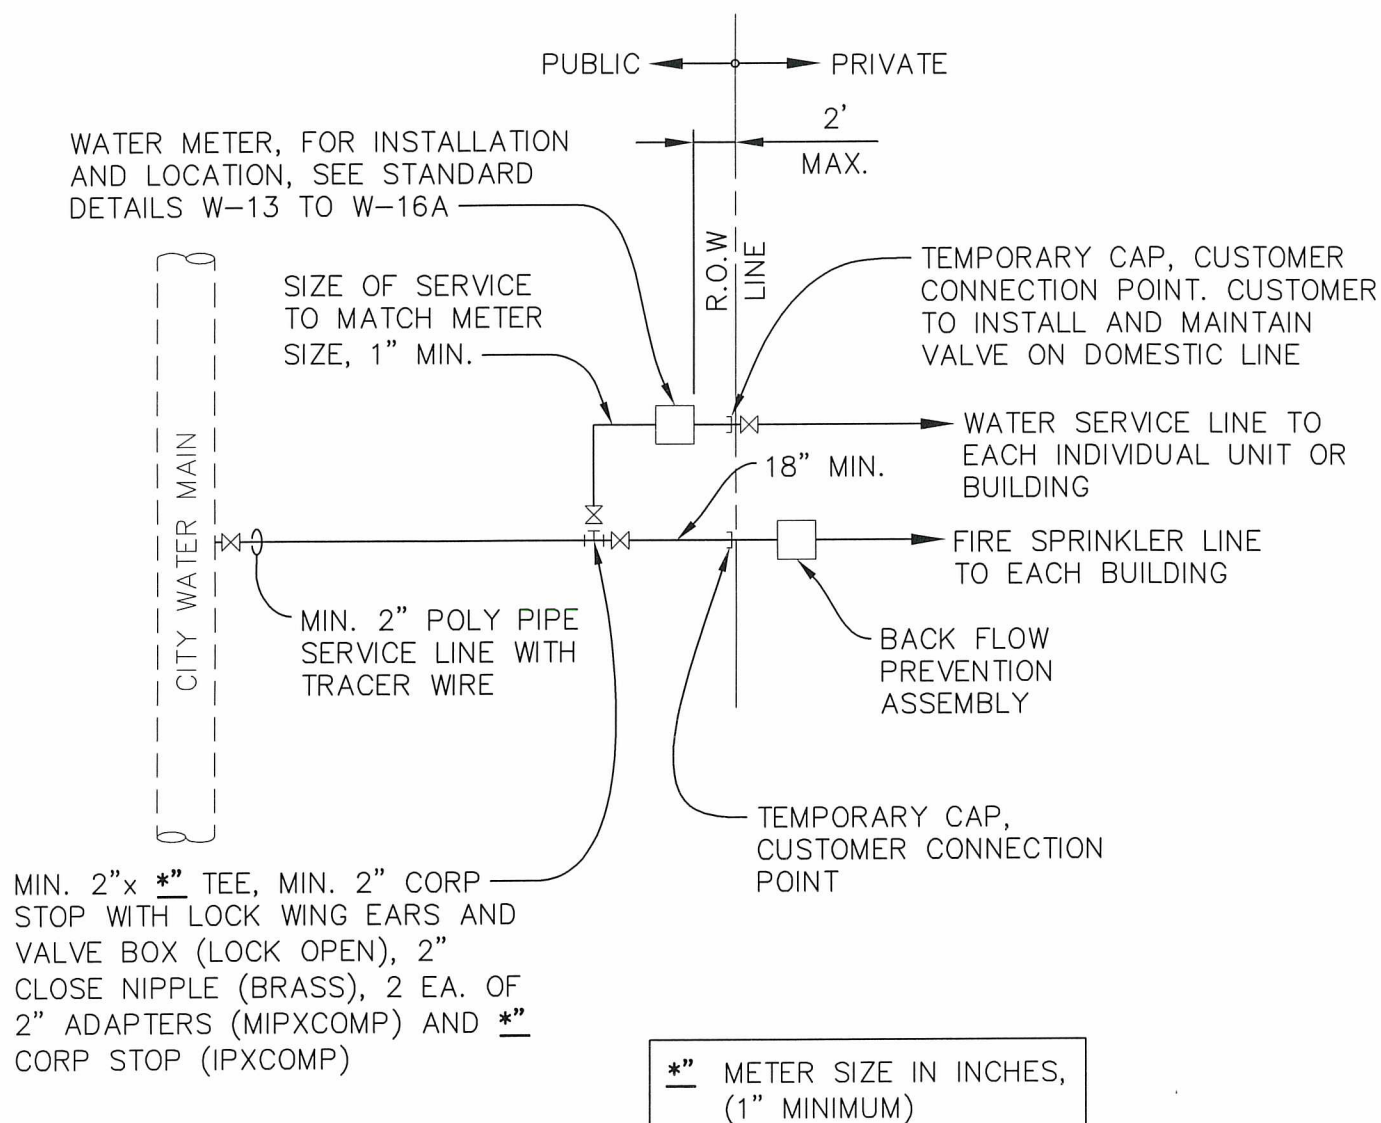 PUBLIC
PRIVATE
2'
MAX.
WATER METER, FOR INSTALLATION
AND LOCATION, SEE STANDARD
DETAILS W-13 TO W-16A
R.O.W
LINE
SIZE OF SERVICE
TO MATCH METER
SIZE, 1" MIN.
TEMPORARY CAP, CUSTOMER
CONNECTION POINT. CUSTOMER
TO INSTALL AND MAINTAIN
VALVE ON DOMESTIC LINE
CITY WATER MAIN
18" MIN.
WATER SERVICE LINE TO
EACH INDIVIDUAL UNIT OR
BUILDING
FIRE SPRINKLER LINE
TO EACH BUILDING
MIN. 2" POLY PIPE
SERVICE LINE WITH
TRACER WIRE
BACK FLOW
PREVENTION
ASSEMBLY
TEMPORARY CAP,
CUSTOMER CONNECTION
POINT
MIN. 2"x *" TEE, MIN. 2" CORP
STOP WITH LOCK WING EARS AND
VALVE BOX (LOCK OPEN), 2"
CLOSE NIPPLE (BRASS), 2 EA. OF
2" ADAPTERS (MIPXCOMP) AND *"
CORP STOP (IPXCOMP)
*" METER SIZE IN INCHES,
(1" MINIMUM)